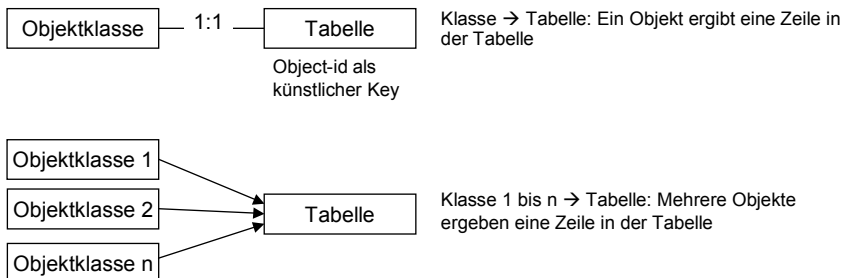 Objektklasse
1:1
Tabelle
Klasse → Tabelle: Ein Objekt ergibt eine Zeile in
der Tabelle
Object-id als
künstlicher Key
Objektklasse 1
Objektklasse 2
Objektklasse n
Tabelle
Klasse 1 bis n → Tabelle: Mehrere Objekte
ergeben eine Zeile in der Tabelle